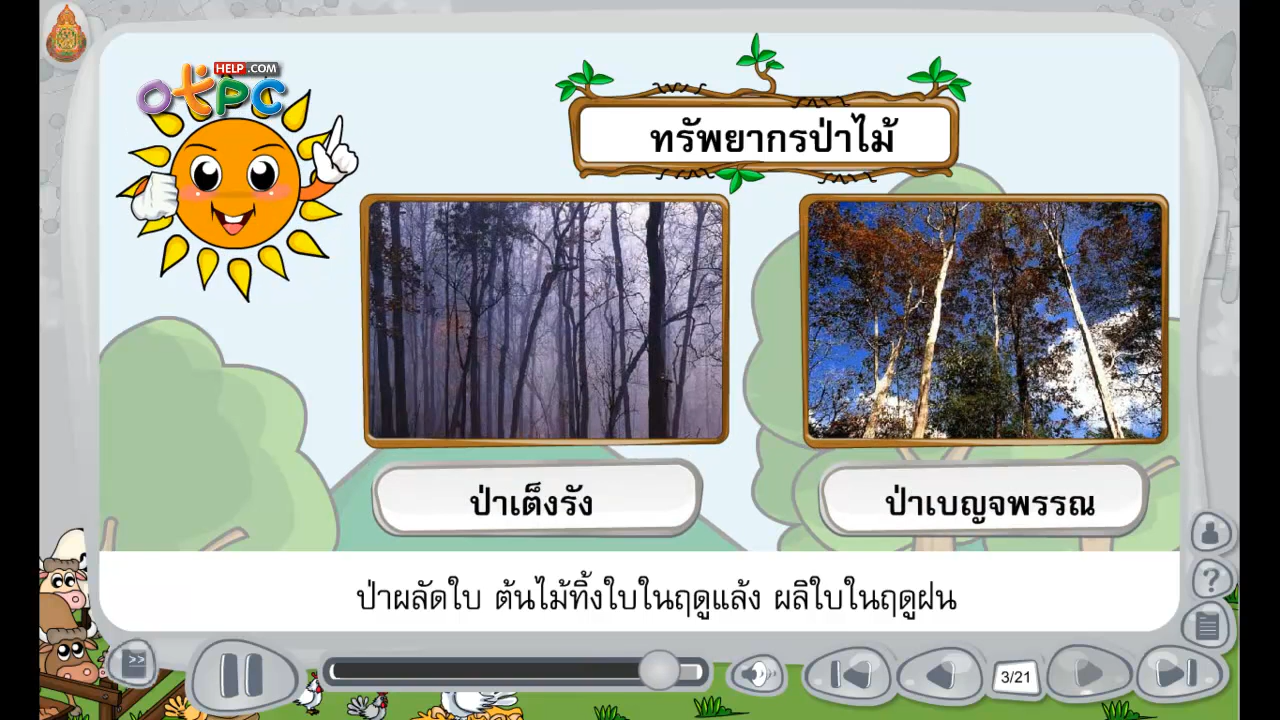 HELP .COM
OTPC
ทรัพยากรป่าไม้
ป่าเต็งรัง
ป่าเบญจพรรณ
ป่าผลัดใบ ต้นไม้ทิ้งใบในฤดูแล้ง ผลิใบในฤดูฝน
>>
3/21
?